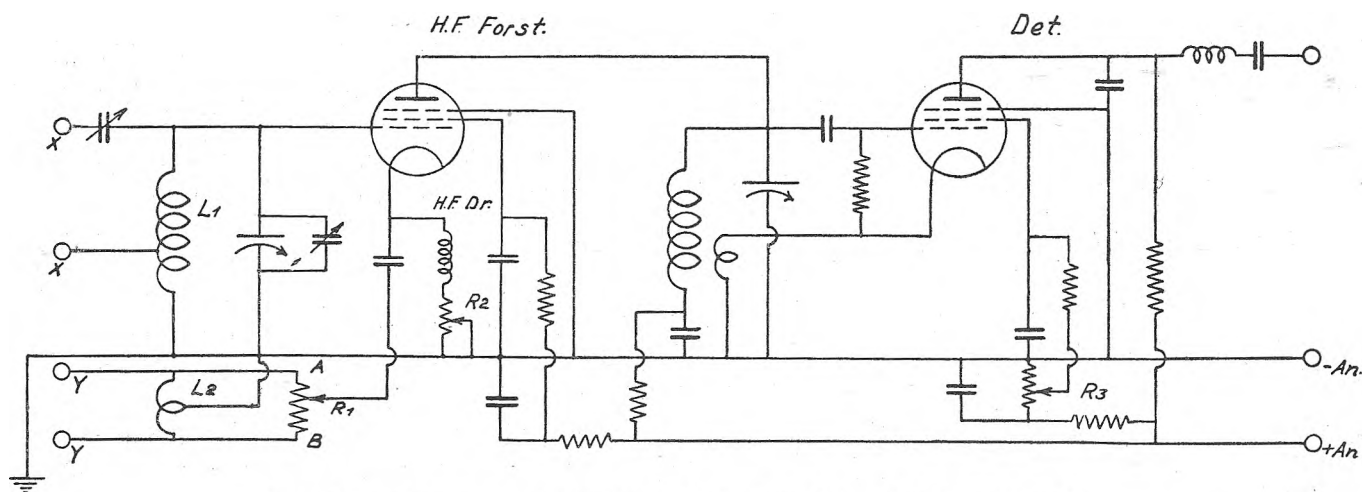 H.F. Forst.
Det.
X
L1
H.F. Dr.
X
R2
A
-An.
Y
L2
R1
R3
B
Y
+An